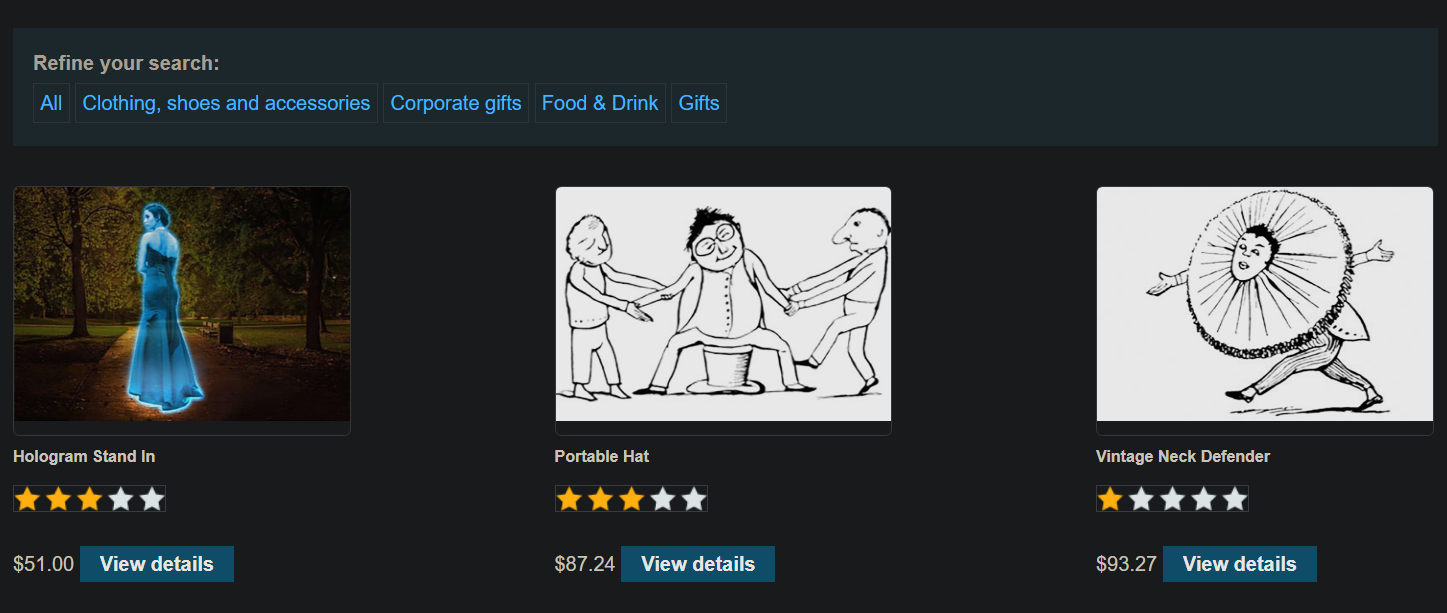 Refine your search:
All Clothing, shoes and accessories Corporate gifts Food & Drink Gifts
Hologram Stand In Portable Hat Vintage Neck Defender
$51.00 View details $87.24 View details $93.27 View details